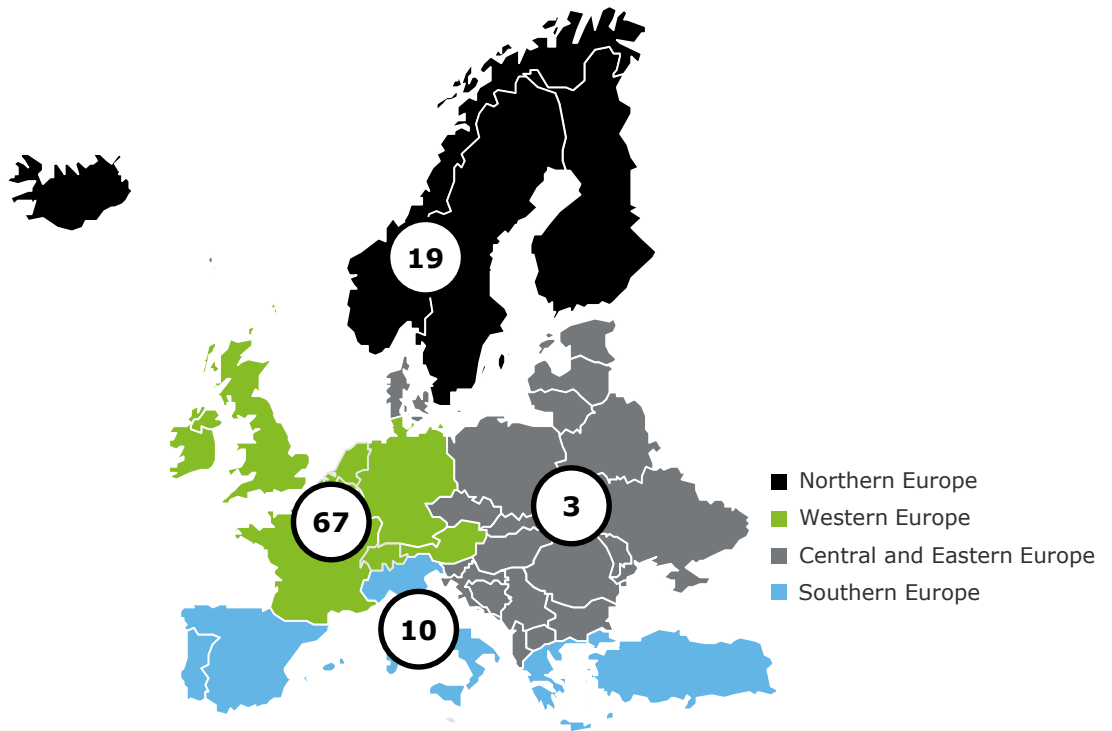 19
67
3
10
Northern Europe
Western Europe
Central and Eastern Europe
Southern Europe